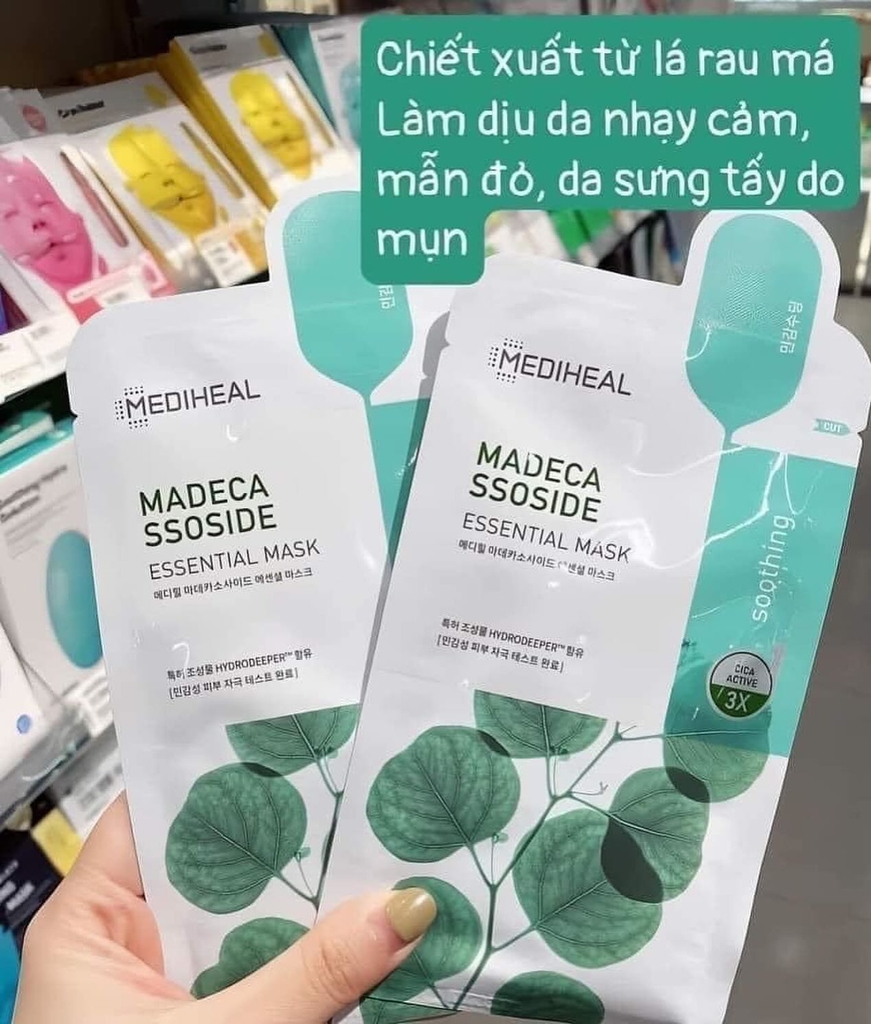 Chiết xuất từ lá rau má
Làm dịu da nhạy cảm,
mẫn đỏ, da sưng tấy do
mụn
MEDIHEAL
MADECA
SSOSIDE
ESSENTIAL MASK
메디힐 마데카소사이드 에센셜 마스크
특허 조성물 HYDRODEEPER™ 함유
[민감성 피부 자극 테스트 완료]
민감
MEDIHEAL
MADECA
SSOSIDE
ESSENTIAL MASK
메디힐 마데카소사이드 에센셜 마스크
특허 조성물 HYDRODEEPER™ 함유
[민감성 피부 자극 테스트 완료]
민감수딩
CUT
soothing
CICA
ACTIVE
3X